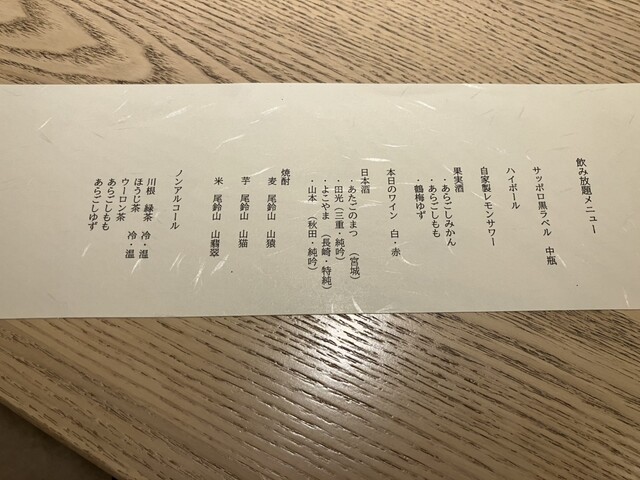 飲み放題メニュー
サッポロ黒ラベル 中瓶
ハイボール
自家製レモンサワー
果実酒
・あらごしみかん
・あらごしもも
・鶴梅ゆず
本日のワイン 白・赤
日本酒
・あたごのまつ (宮城)
・田光(三重・純吟)
・よこやま (長崎・特純)
・山本 (秋田・純吟)
焼酎
麦 尾鈴山 山猿
芋 尾鈴山 山猫
米 尾鈴山 山翡翠
ノンアルコール
川根 緑茶 冷・温
ほうじ茶 冷・温
ウーロン茶
あらごしもも
あらごしゆず